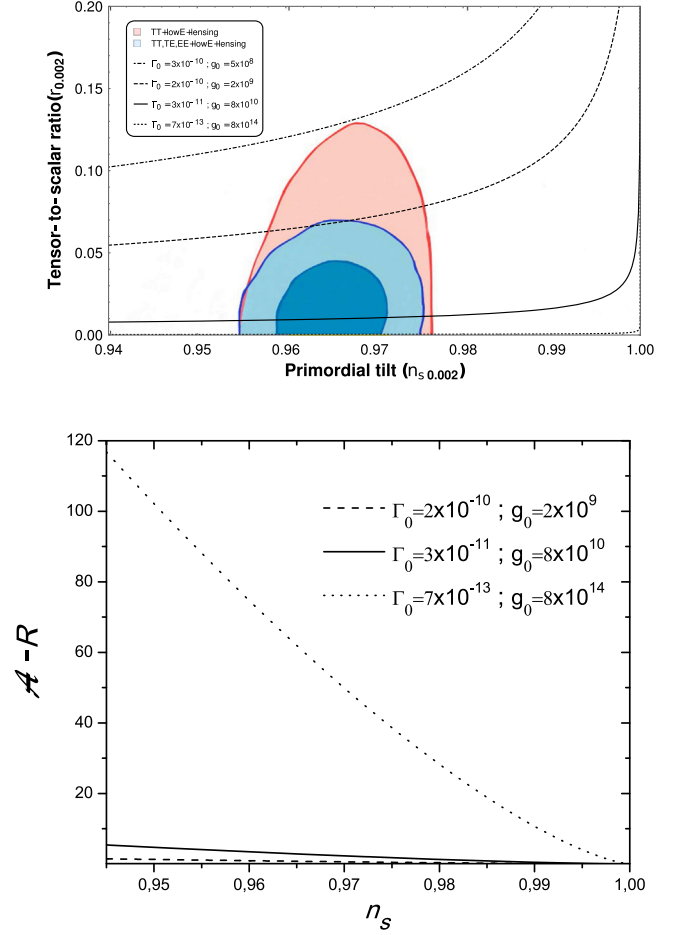 0.20
0.15
0.10
0.05
0.00
Tensor-to-scalar ratio(r0.002)
TT+lowE+lensing
TT,TE,EE+lowE+lensing
Γ0 =3x10^-10 ; g0 =5x10^8
Γ0 =2x10^-10 ; g0 =2x10^9
Γ0 =3x10^-11 ; g0 =8x10^10
Γ0 =7x10^-13 ; g0 =8x10^14
0.94 0.95 0.96 0.97 0.98 0.99 1.00
Primordial tilt (ns 0.002)
120
100
80
60
40
20
𝒜 -R
Γ0=2x10^-10 ; g0=2x10^9
Γ0=3x10^-11 ; g0=8x10^10
Γ0=7x10^-13 ; g0=8x10^14
0,95 0,96 0,97 0,98 0,99 1,00
ns